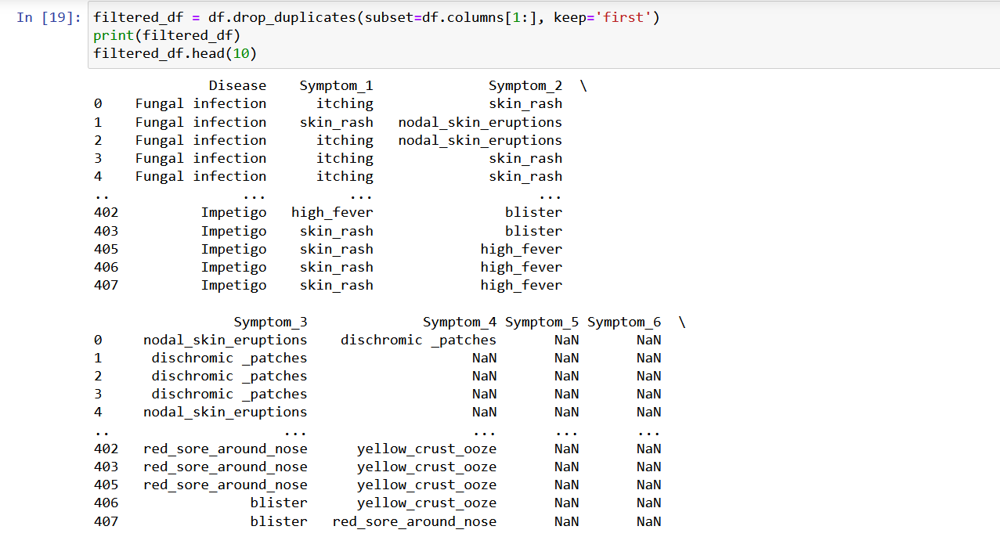 In [19]: filtered_df = df.drop_duplicates(subset=df.columns[1:], keep='first')
print(filtered_df)
filtered_df.head(10)
Disease Symptom_1 Symptom_2 \
0 Fungal infection itching skin_rash
1 Fungal infection skin_rash nodal_skin_eruptions
2 Fungal infection itching nodal_skin_eruptions
3 Fungal infection itching skin_rash
4 Fungal infection itching skin_rash
.. ... ... ...
402 Impetigo high_fever blister
403 Impetigo skin_rash blister
405 Impetigo skin_rash high_fever
406 Impetigo skin_rash high_fever
407 Impetigo skin_rash high_fever
Symptom_3 Symptom_4 Symptom_5 Symptom_6 \
0 nodal_skin_eruptions dischromic _patches NaN NaN
1 dischromic _patches NaN NaN NaN
2 dischromic _patches NaN NaN NaN
3 dischromic _patches NaN NaN NaN
4 nodal_skin_eruptions NaN NaN NaN
.. ... ... ... ...
402 red_sore_around_nose yellow_crust_ooze NaN NaN
403 red_sore_around_nose yellow_crust_ooze NaN NaN
405 red_sore_around_nose yellow_crust_ooze NaN NaN
406 blister yellow_crust_ooze NaN NaN
407 blister red_sore_around_nose NaN NaN